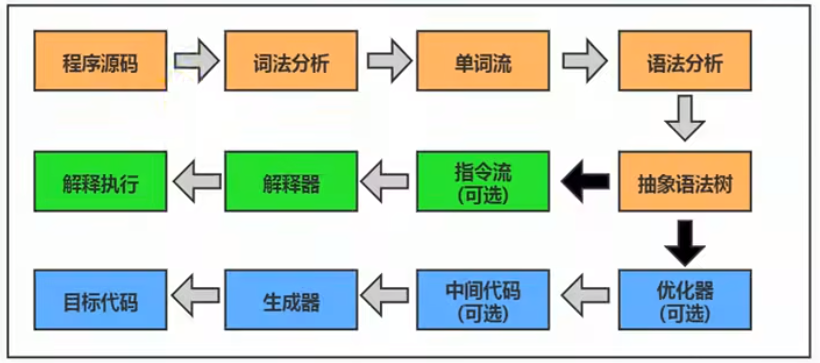 程序源码
词法分析
单词流
语法分析
解释执行
解释器
指令流
(可选)
抽象语法树
目标代码
生成器
中间代码
(可选)
优化器
(可选)